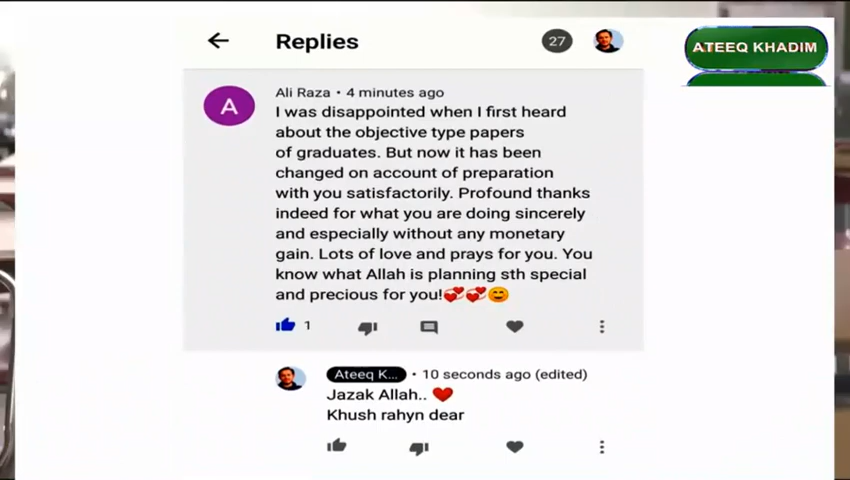 Replies
27
ATEEQ KHADIM
A
Ali Raza • 4 minutes ago
I was disappointed when I first heard
about the objective type papers
of graduates. But now it has been
changed on account of preparation
with you satisfactorily. Profound thanks
indeed for what you are doing sincerely
and especially without any monetary
gain. Lots of love and prays for you. You
know what Allah is planning sth special
and precious for you!💞💞😊
1
Ateeq K... • 10 seconds ago (edited)
Jazak Allah.. ❤️
Khush rahyn dear